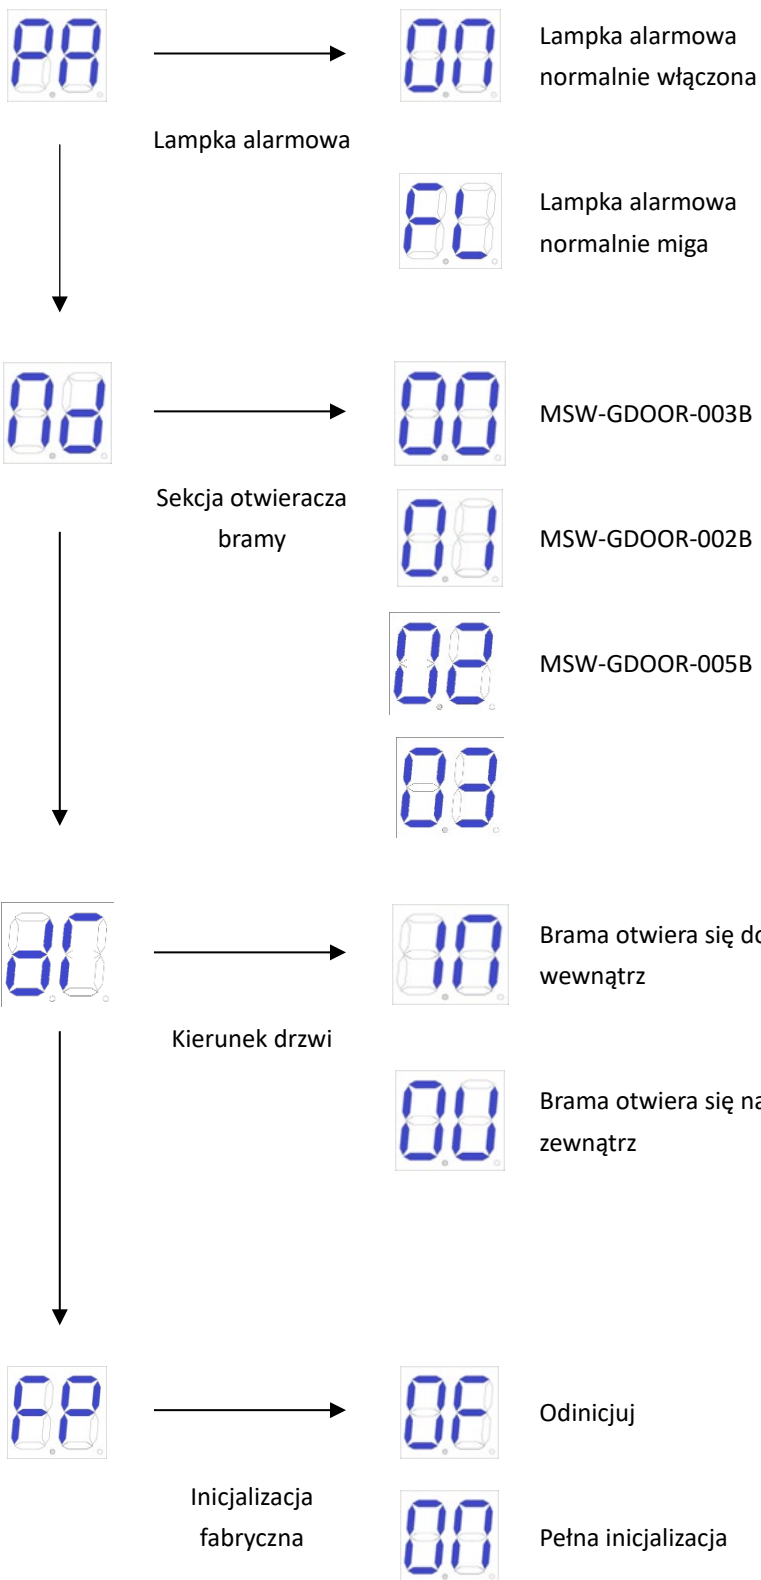 PA
ON
Lampka alarmowa
normalnie włączona
Lampka alarmowa
FL
Lampka alarmowa
normalnie miga
Nd
00
MSW-GDOOR-003B
Sekcja otwieracza
bramy
01
MSW-GDOOR-002B
02
MSW-GDOOR-005B
03
dr
IN
Brama otwiera się do
wewnątrz
Kierunek drzwi
OU
Brama otwiera się na
zewnątrz
FP
OF
Odinicjuj
Inicjalizacja
fabryczna
ON
Pełna inicjalizacja